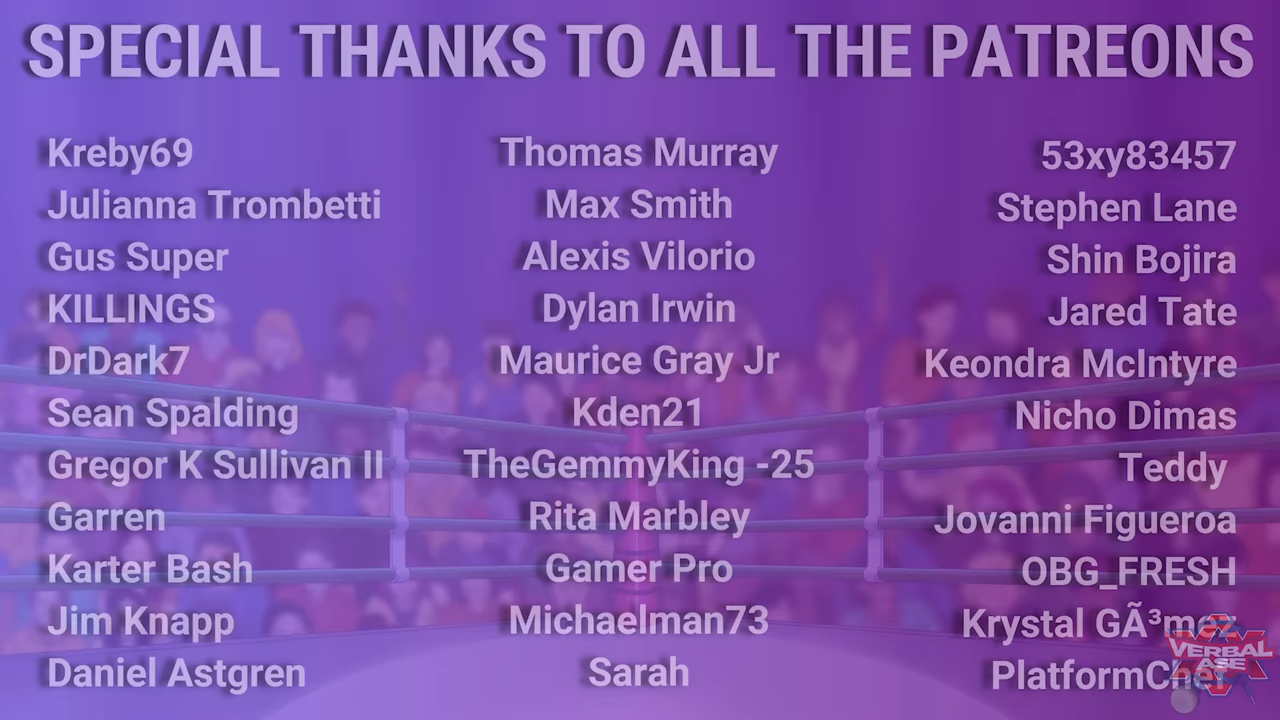 SPECIAL THANKS TO ALL THE PATREONS
Kreby69
Julianna Trombetti
Gus Super
KILLINGS
DrDark7
Sean Spalding
Gregor K Sullivan II
Garren
Karter Bash
Jim Knapp
Daniel Astgren
Thomas Murray
Max Smith
Alexis Vilorio
Dylan Irwin
Maurice Gray Jr
Kden21
TheGemmyKing -25
Rita Marbley
Gamer Pro
Michaelman73
Sarah
53xy83457
Stephen Lane
Shin Bojira
Jared Tate
Keondra McIntyre
Nicho Dimas
Teddy
Jovanni Figueroa
OBG_FRESH
Krystal GÃ³mez
PlatformChef
VERBAL
ASE